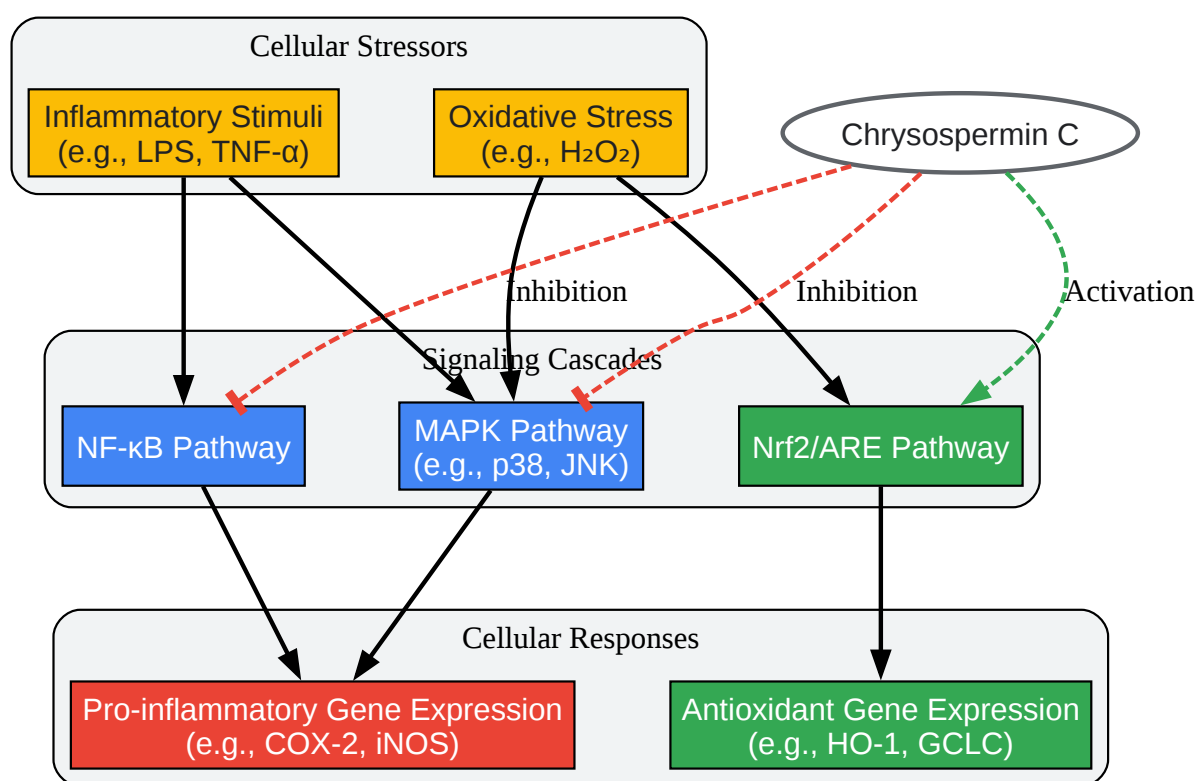 Cellular Stressors
Inflammatory Stimuli
(e.g., LPS, TNF-α)
Oxidative Stress
(e.g., H₂O₂)
Chrysospermin C
Inhibition
Inhibition
Activation
Signaling Cascades
NF-κB Pathway
MAPK Pathway
(e.g., p38, JNK)
Nrf2/ARE Pathway
Cellular Responses
Pro-inflammatory Gene Expression
(e.g., COX-2, iNOS)
Antioxidant Gene Expression
(e.g., HO-1, GCLC)